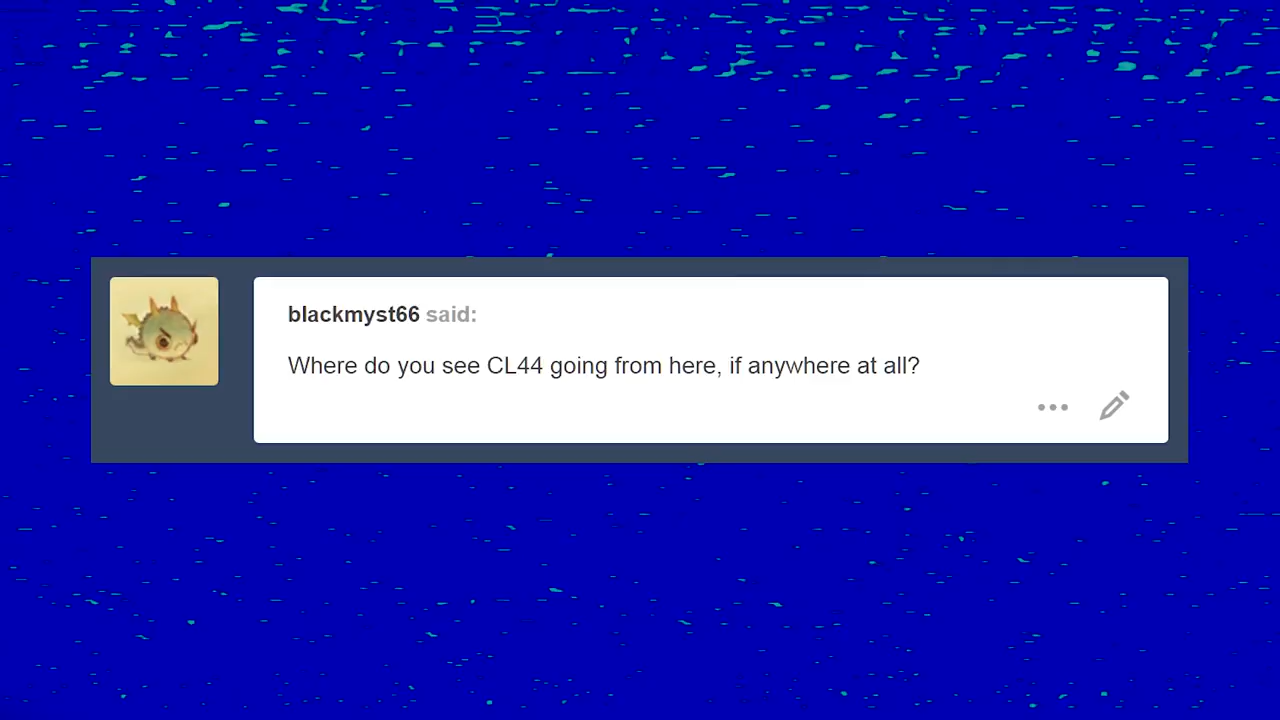 blackmyst66 said:
Where do you see CL44 going from here, if anywhere at all?